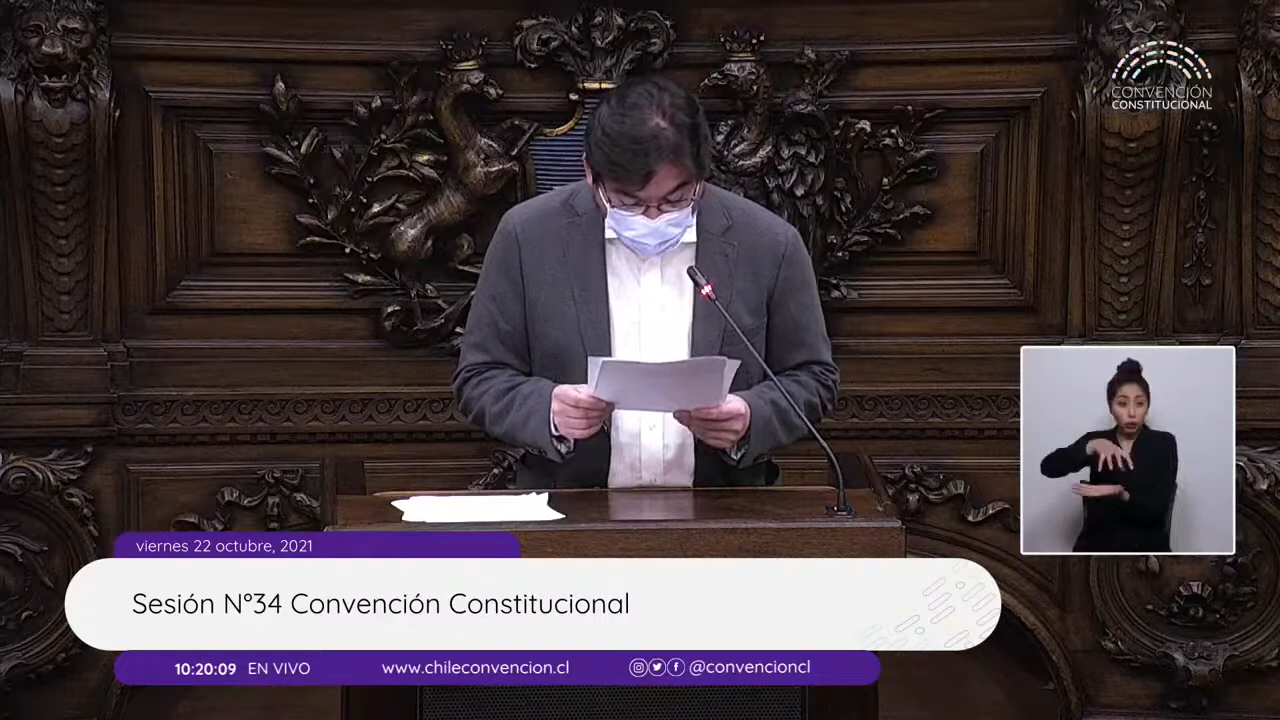 CONVENCIÓN
CONSTITUCIONAL
viernes 22 octubre, 2021
Sesión N°34 Convención Constitucional
10:20:09 EN VIVO www.chileconvencion.cl @convencioncl